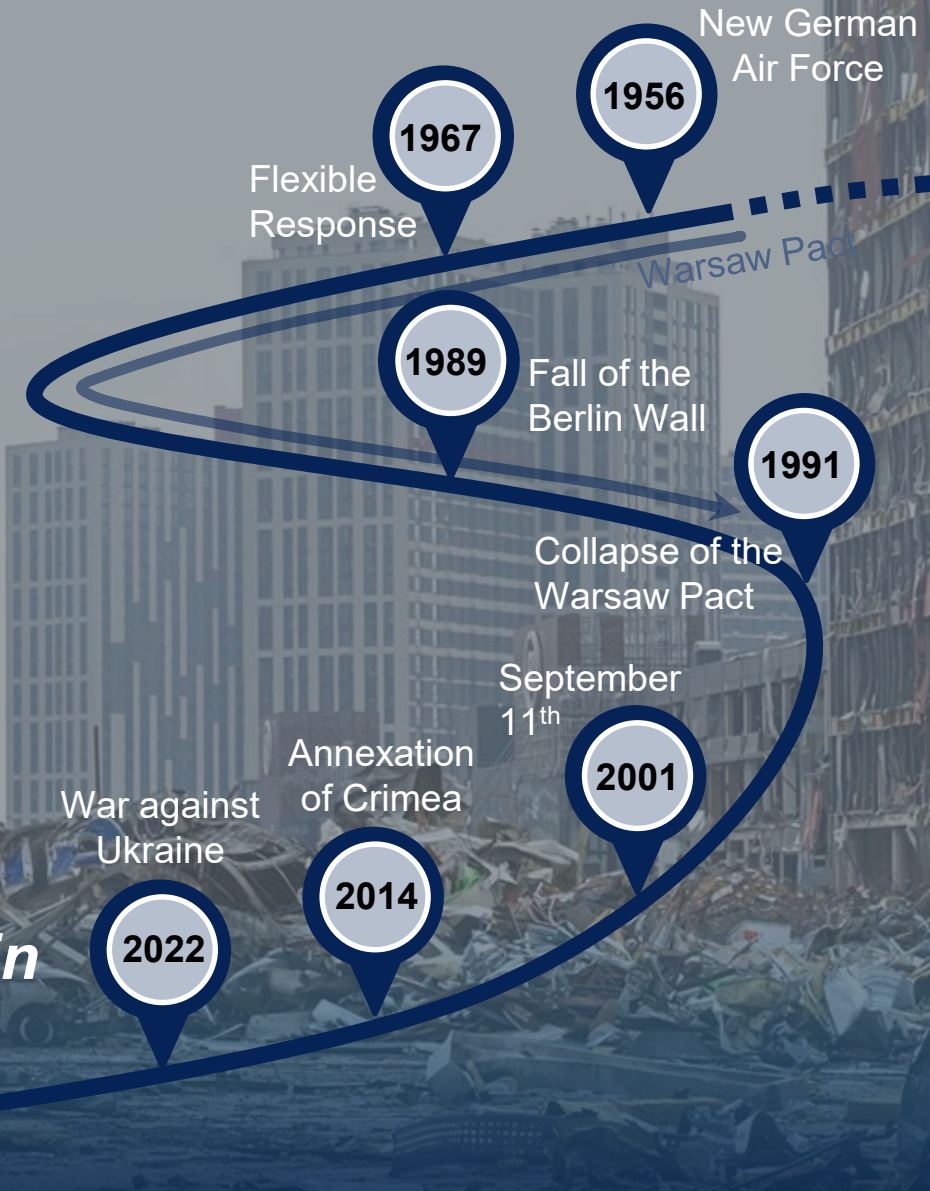 New German
Air Force
1956
1967
Flexible
Response
Warsaw Pact
1989
Fall of the
Berlin Wall
1991
Collapse of the
Warsaw Pact
September
11th
2001
Annexation
of Crimea
2014
War against
Ukraine
2022
in